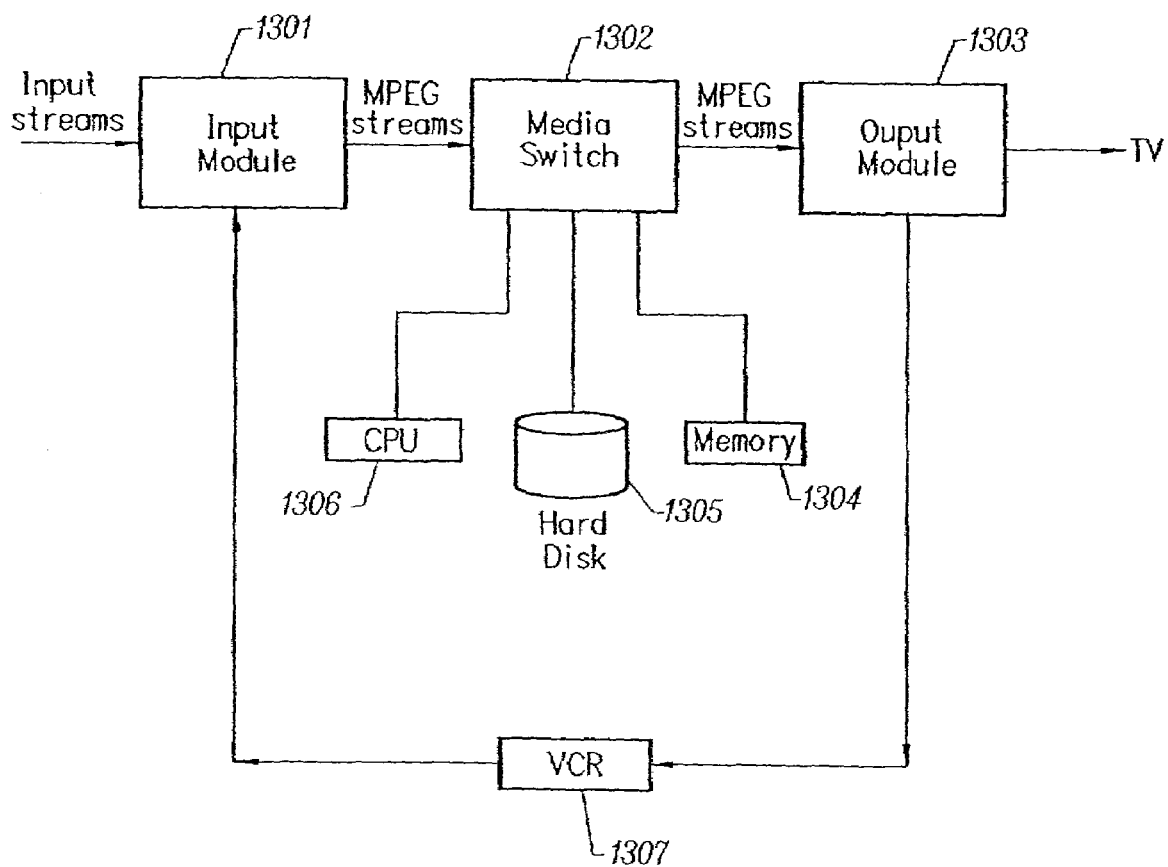 1301
1302
1303
Input
streams
Input
Module
MPEG
streams
Media
Switch
MPEG
streams
Ouput
Module
TV
CPU
1306
Hard
Disk
1305
Memory
1304
VCR
1307